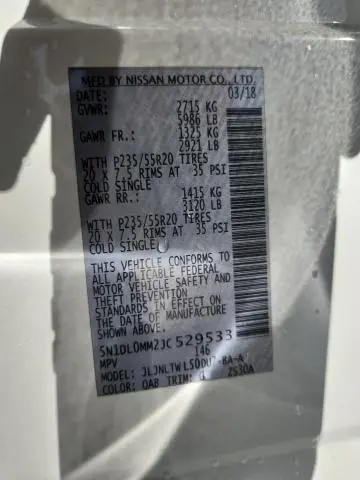 MFD BY NISSAN MOTOR CO., LTD.
DATE: 03/18
GVWR: 2715 KG
5986 LB
GAWR FR.: 1325 KG
2921 LB
WITH P235/55R20 TIRES
20 x 7.5 RIMS AT 35 PSI
COLD SINGLE
GAWR RR.: 1415 KG
3120 LB
WITH P235/55R20 TIRES
20 x 7.5 RIMS AT 35 PSI
COLD SINGLE
THIS VEHICLE CONFORMS TO
ALL APPLICABLE FEDERAL
MOTOR VEHICLE SAFETY AND
THEFT PREVENTION
STANDARDS IN EFFECT ON
THE DATE OF MANUFACTURE
SHOWN ABOVE.
5N1DL0MM2JC529533
MPV 146
MODEL: JLJNLTW
COLOR: QAB TRIM: ZS30A